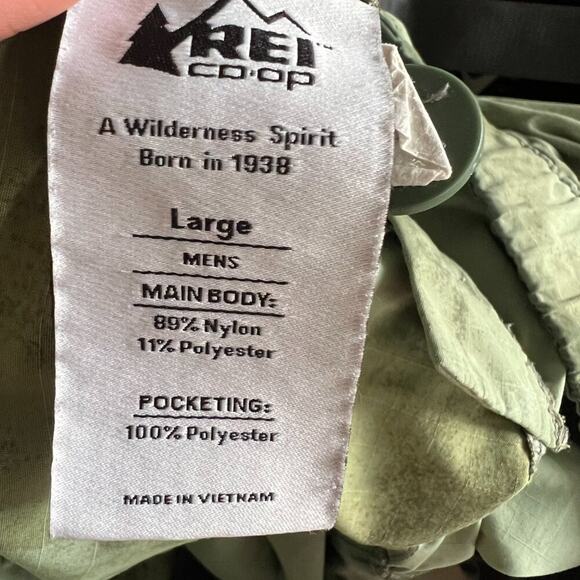 REI
CO·OP
A Wilderness Spirit
Born in 1938
Large
MENS
MAIN BODY:
89% Nylon
11% Polyester
POCKETING:
100% Polyester
MADE IN VIETNAM